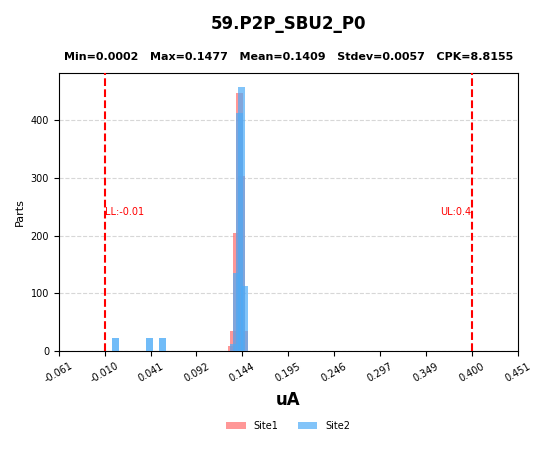 59.P2P_SBU2_P0
Min=0.0002 Max=0.1477 Mean=0.1409 Stdev=0.0057 CPK=8.8155
Parts
400
300
200
100
0
LL:-0.01
UL:0.4
-0.061 -0.010 0.041 0.092 0.144 0.195 0.246 0.297 0.349 0.400 0.451
uA
Site1 Site2